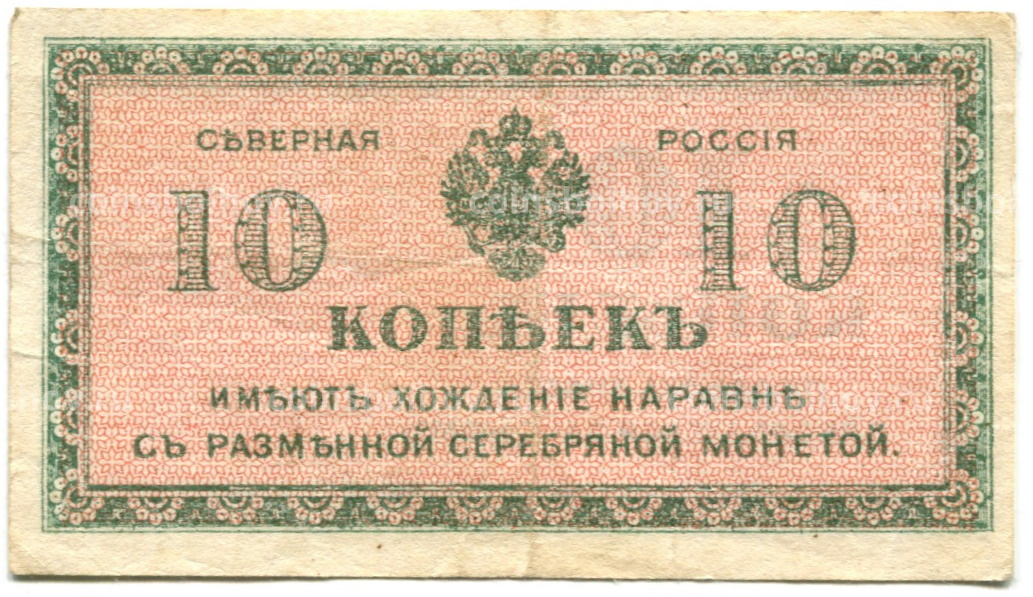 СѢВЕРНАЯ РОССІЯ
10 10
КОПѢЕКЪ
ИМѢЮТЪ ХОЖДЕНІЕ НАРАВНѢ
СЪ РАЗМѢННОЙ СЕРЕБРЯНОЙ МОНЕТОЙ.